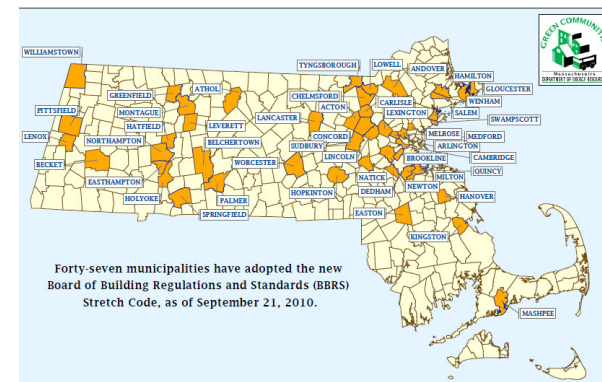 GREEN COMMUNITY
Massachusetts
DEPARTMENT OF ENERGY RESOURCES
WILLIAMSTOWN
TYNGSBOROUGH
LOWELL
ANDOVER
HAMILTON
GREENFIELD
ATHOL
CHELMSFORD
GLOUCESTER
PITTSFIELD
MONTAGUE
LANCASTER
ACTON
CARLISLE
WENHAM
LEXINGTON
SALEM
SWAMPSCOTT
HATFIELD
LEVERETT
CONCORD
MELROSE
MEDFORD
LENOX
NORTHAMPTON
BELCHERTOWN
SUDBURY
ARLINGTON
BECKET
WORCESTER
LINCOLN
BROOKLINE
CAMBRIDGE
EASTHAMPTON
NATICK
MILTON
QUINCY
HOPKINTON
DEDHAM
NEWTON
HANOVER
HOLYOKE
PALMER
SPRINGFIELD
EASTON
KINGSTON
MASHPEE
Forty-seven municipalities have adopted the new
Board of Building Regulations and Standards (BBRS)
Stretch Code, as of September 21, 2010.